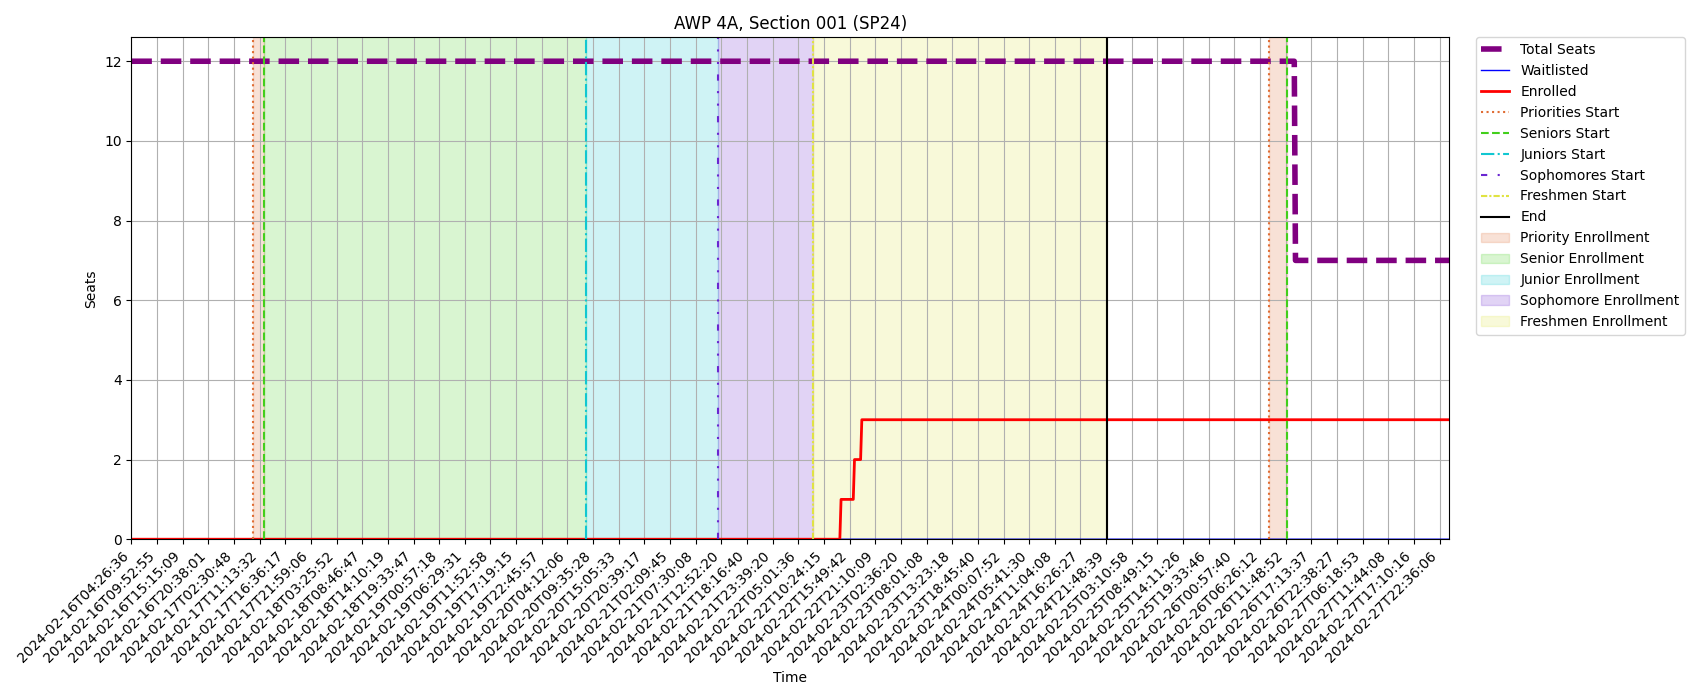 AWP 4A, Section 001 (SP24)
12
10
8
6
4
2
0
Seats
2024-02-16T04:26:36
2024-02-16T09:52:55
2024-02-16T15:15:09
2024-02-16T20:38:01
2024-02-17T02:30:48
2024-02-17T11:13:32
2024-02-17T16:36:17
2024-02-17T21:59:06
2024-02-18T03:25:52
2024-02-18T08:46:47
2024-02-18T14:10:19
2024-02-18T19:33:47
2024-02-19T00:57:18
2024-02-19T06:29:31
2024-02-19T11:52:58
2024-02-19T17:19:15
2024-02-19T22:45:57
2024-02-20T04:12:06
2024-02-20T09:35:28
2024-02-20T15:05:33
2024-02-20T20:39:17
2024-02-21T02:09:45
2024-02-21T07:30:08
2024-02-21T12:52:20
2024-02-21T18:16:40
2024-02-21T23:39:20
2024-02-22T05:01:36
2024-02-22T10:24:15
2024-02-22T15:49:42
2024-02-22T21:10:09
2024-02-23T02:36:20
2024-02-23T08:01:08
2024-02-23T13:23:18
2024-02-23T18:45:40
2024-02-24T00:07:52
2024-02-24T05:41:30
2024-02-24T11:04:08
2024-02-24T16:26:27
2024-02-24T21:48:39
2024-02-25T03:10:58
2024-02-25T08:49:15
2024-02-25T14:11:26
2024-02-25T19:33:46
2024-02-26T00:57:40
2024-02-26T06:26:12
2024-02-26T11:48:52
2024-02-26T17:13:37
2024-02-26T22:38:27
2024-02-27T06:18:53
2024-02-27T11:44:08
2024-02-27T17:10:16
2024-02-27T22:36:06
Time
Total Seats
Waitlisted
Enrolled
Priorities Start
Seniors Start
Juniors Start
Sophomores Start
Freshmen Start
End
Priority Enrollment
Senior Enrollment
Junior Enrollment
Sophomore Enrollment
Freshmen Enrollment